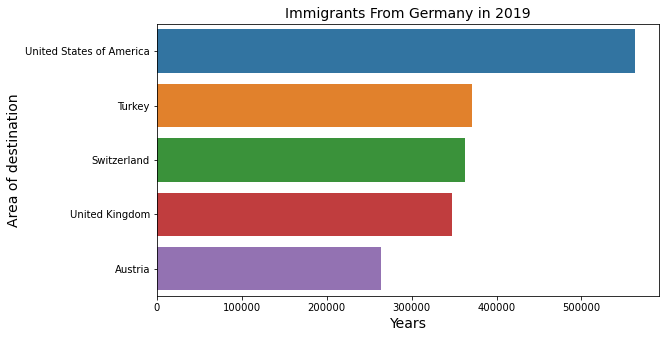 Immigrants From Germany in 2019
Area of destination
United States of America
Turkey
Switzerland
United Kingdom
Austria
0 100000 200000 300000 400000 500000
Years